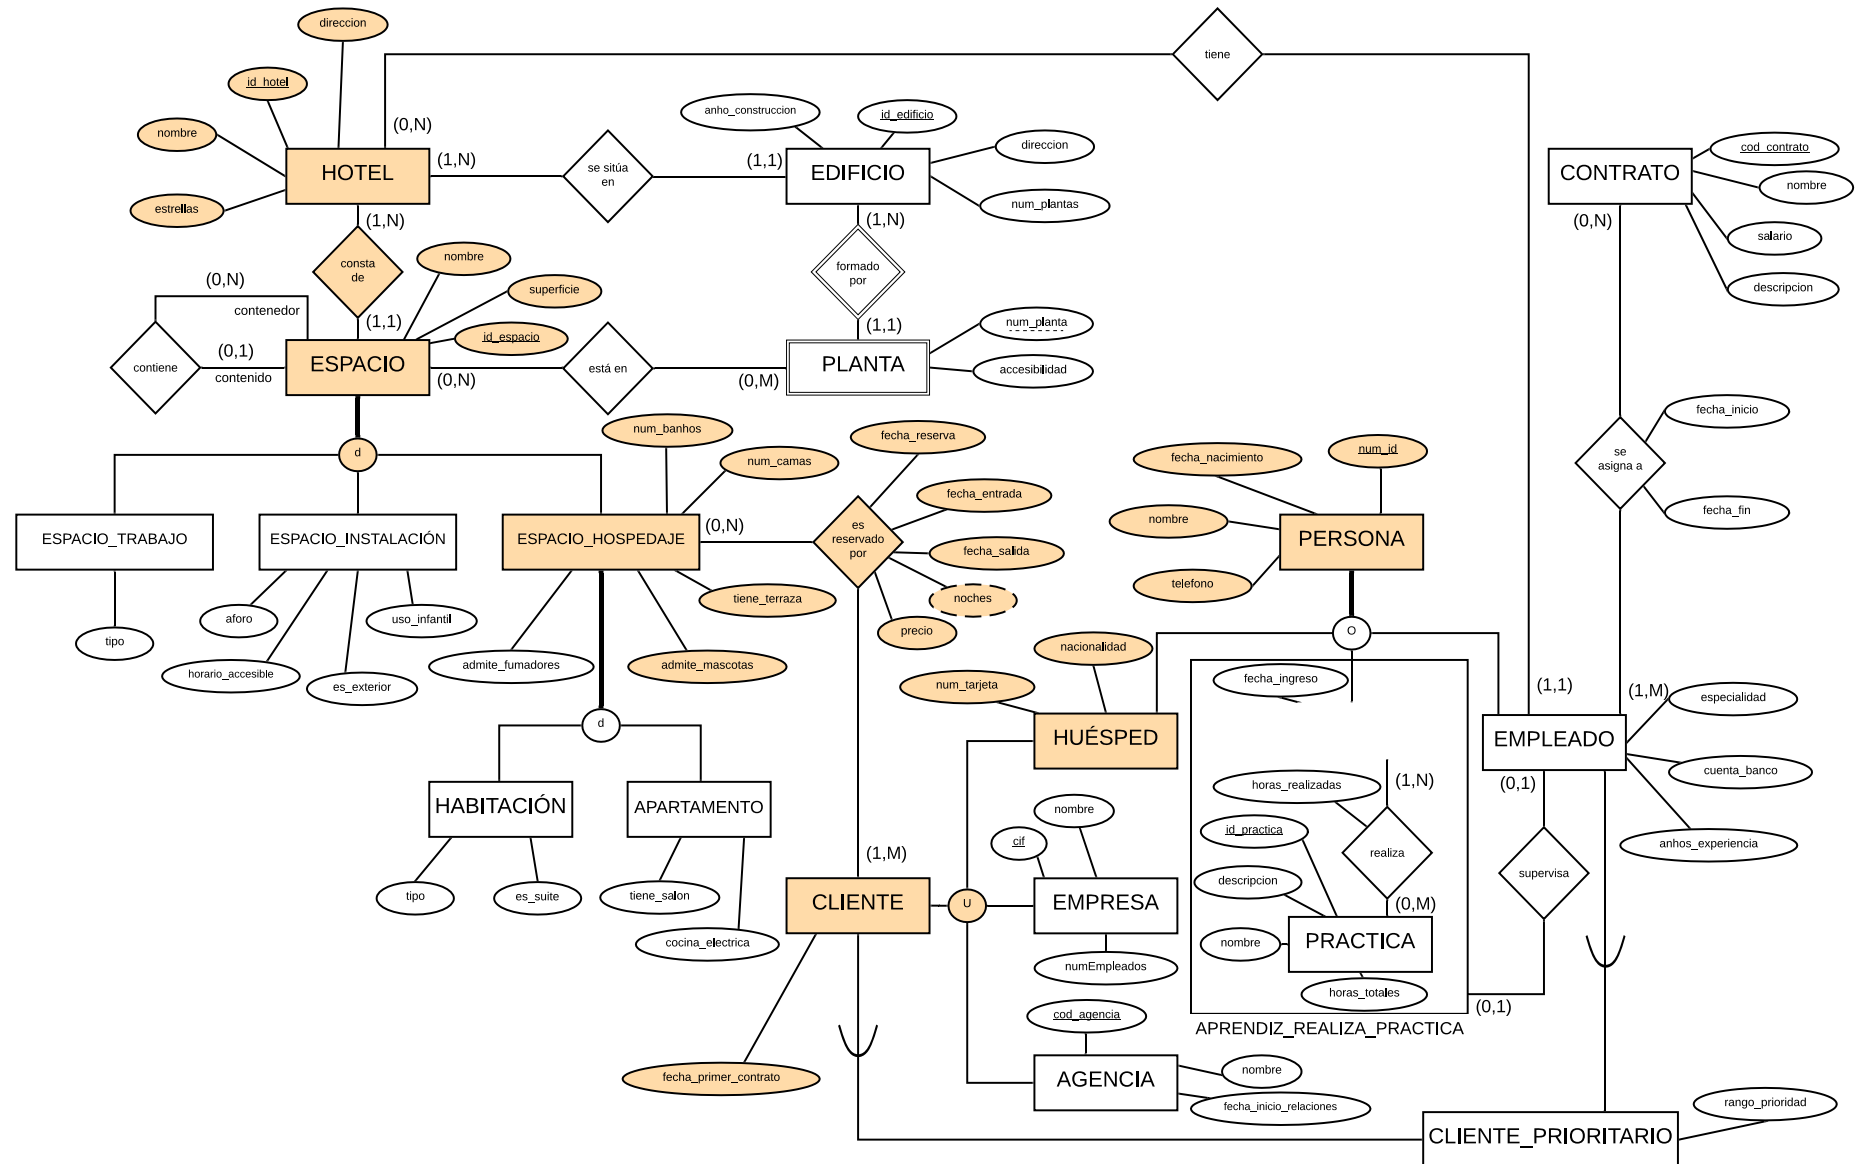 direccion
tiene
id_hotel
anho_construccion
id_edificio
nombre
(0,N)
direccion
cod_contrato
HOTEL
(1,N)
se sitúa
en
(1,1)
EDIFICIO
CONTRATO
nombre
estrellas
num_plantas
(1,N)
(1,N)
(0,N)
salario
consta
de
nombre
formado
por
descripcion
(0,N)
superficie
contenedor
(1,1)
(1,1)
num_planta
id_espacio
(0,1)
contiene
contenido
ESPACIO
(0,N)
está en
(0,M)
PLANTA
accesibilidad
fecha_inicio
num_banhos
fecha_reserva
num_id
d
num_camas
fecha_nacimiento
se
asigna a
fecha_entrada
fecha_fin
nombre
(0,N)
es
reservado
por
ESPACIO_TRABAJO
ESPACIO_INSTALACIÓN
ESPACIO_HOSPEDAJE
PERSONA
fecha_salida
telefono
noches
tiene_terraza
aforo
uso_infantil
precio
O
tipo
nacionalidad
admite_fumadores
admite_mascotas
horario_accesible
fecha_ingreso
es_exterior
num_tarjeta
(1,1)
(1,M)
especialidad
d
HUÉSPED
EMPLEADO
cuenta_banco
horas_realizadas
(1,N)
(0,1)
HABITACIÓN
APARTAMENTO
nombre
id_practica
cif
(1,M)
realiza
anhos_experiencia
descripcion
supervisa
tipo
es_suite
tiene_salon
CLIENTE
U
EMPRESA
(0,M)
cocina_electrica
nombre
PRACTICA
numEmpleados
horas_totales
(0,1)
cod_agencia
APRENDIZ_REALIZA_PRACTICA
fecha_primer_contrato
AGENCIA
nombre
fecha_inicio_relaciones
rango_prioridad
CLIENTE_PRIORITARIO